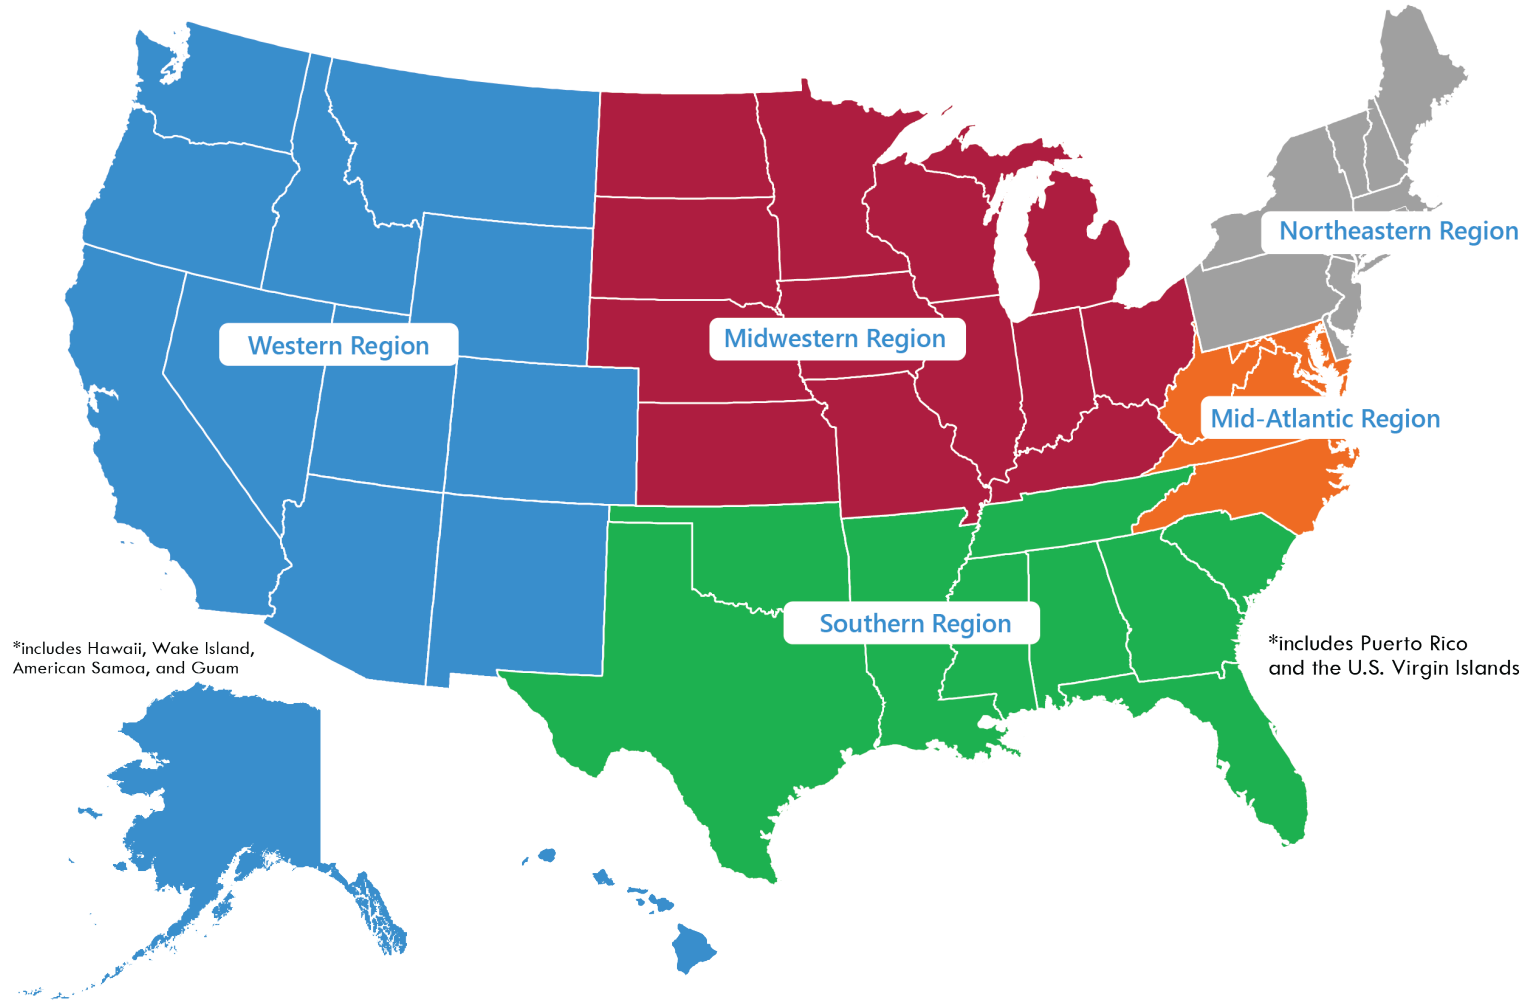 Northeastern Region
Western Region
Midwestern Region
Mid-Atlantic Region
Southern Region
*includes Hawaii, Wake Island,
American Samoa, and Guam
*includes Puerto Rico
and the U.S. Virgin Islands